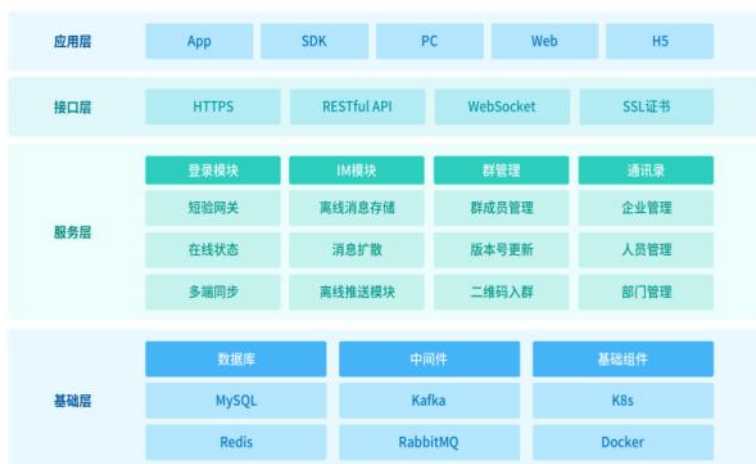 应用层 App SDK PC Web H5
接口层 HTTPS RESTful API WebSocket SSL证书
登录模块 IM模块 群管理 通讯录
短验网关 离线消息存储 群成员管理 企业管理
服务层 在线状态 消息扩散 版本号更新 人员管理
多端同步 离线推送模块 二维码入群 部门管理
数据库 中间件 基础组件
基础层 MySQL Kafka K8s
Redis RabbitMQ Docker